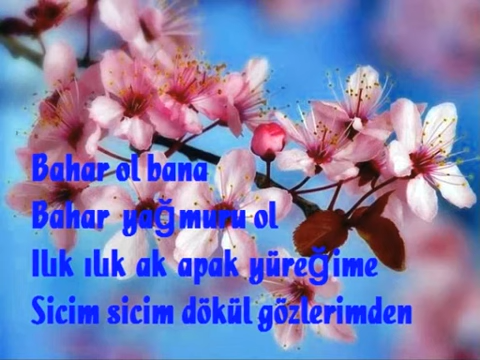 Bahar ol bana
Bahar yağmuru ol
Ilık ılık ak apak yüreğime
Sicim sicim dökül gözlerimden